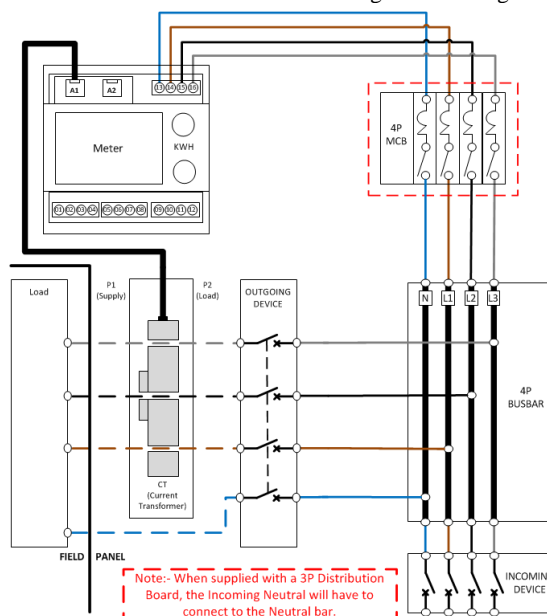 A1
A2
13 14 15 16
Meter
KWH
01 02 03 04 05 06 07 08 09 10 11 12
4P
MCB
Load
P1
(Supply)
P2
(Load)
OUTGOING
DEVICE
N L1 L2 L3
4P
BUSBAR
CT
(Current
Transformer)
FIELD PANEL
Note:- When supplied with a 3P Distribution
Board, the Incoming Neutral will have to
connect to the Neutral bar.
INCOMIN
DEVICE